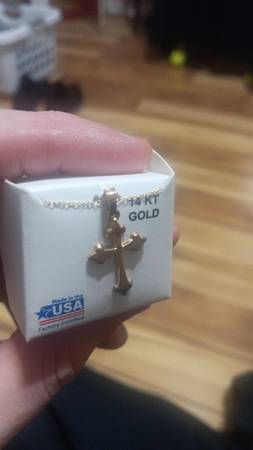 14 KT
GOLD
Made in the
USA
Factory Certified